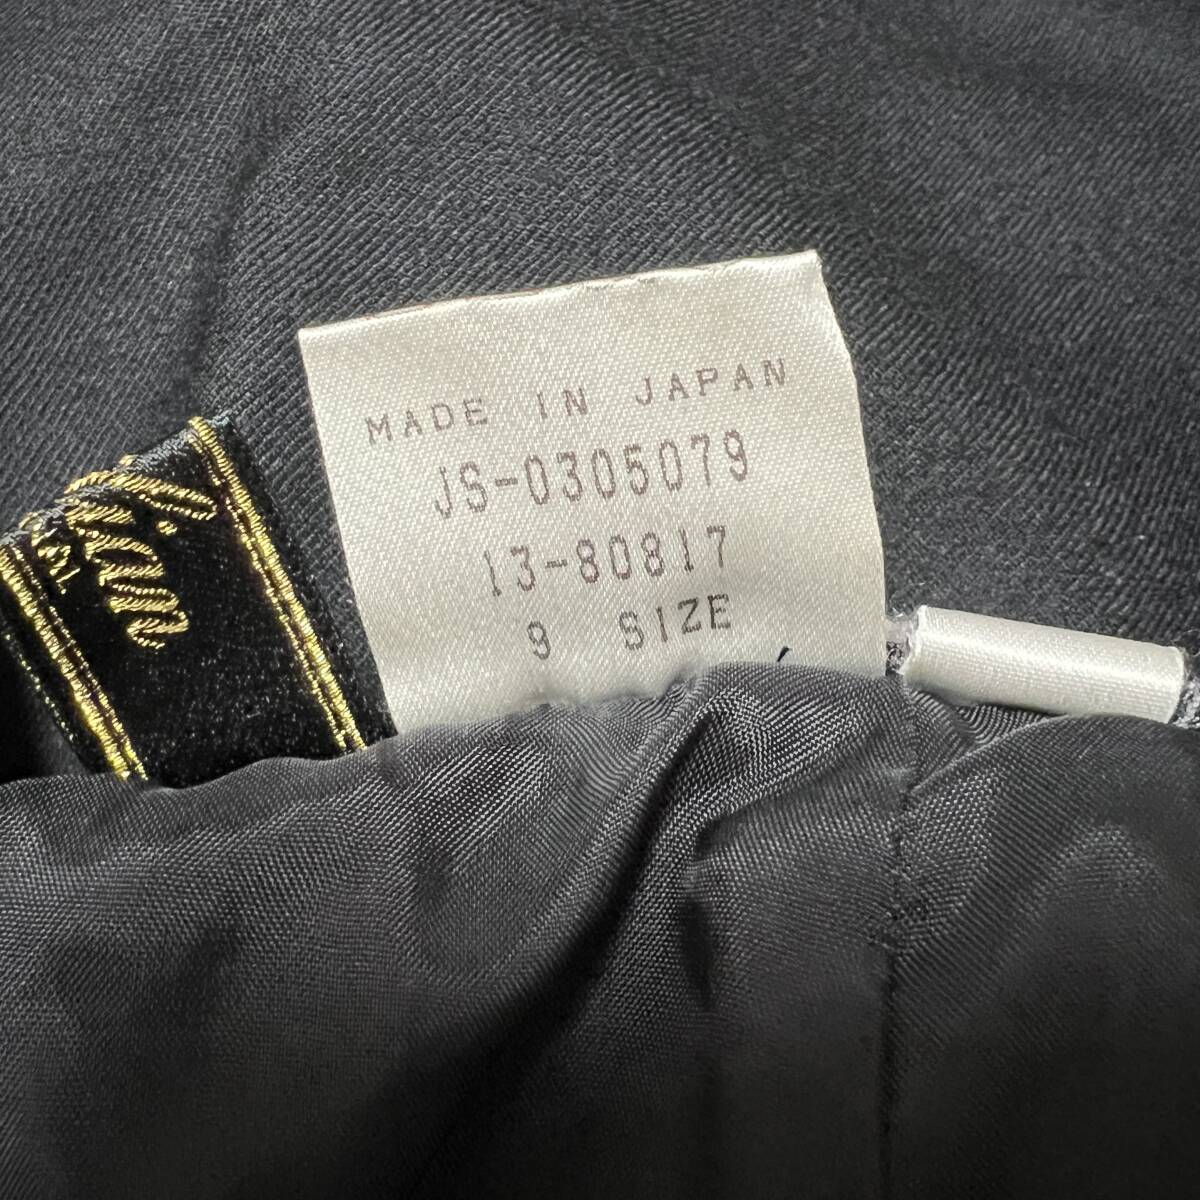 MADE IN JAPAN
JS-0305079
13-80817
9 SIZE